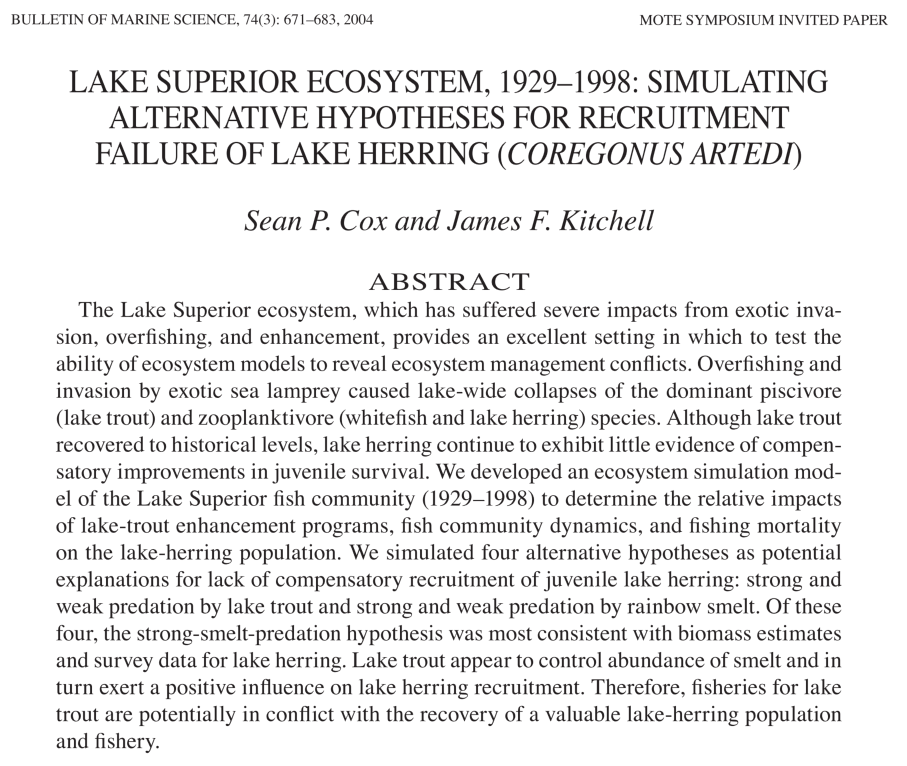 BULLETIN OF MARINE SCIENCE, 74(3): 671–683, 2004 MOTE SYMPOSIUM INVITED PAPER
LAKE SUPERIOR ECOSYSTEM, 1929–1998: SIMULATING
ALTERNATIVE HYPOTHESES FOR RECRUITMENT
FAILURE OF LAKE HERRING (COREGONUS ARTEDI)
Sean P. Cox and James F. Kitchell
ABSTRACT
The Lake Superior ecosystem, which has suffered severe impacts from exotic inva-
sion, overfishing, and enhancement, provides an excellent setting in which to test the
ability of ecosystem models to reveal ecosystem management conflicts. Overfishing and
invasion by exotic sea lamprey caused lake-wide collapses of the dominant piscivore
(lake trout) and zooplanktivore (whitefish and lake herring) species. Although lake trout
recovered to historical levels, lake herring continue to exhibit little evidence of compen-
satory improvements in juvenile survival. We developed an ecosystem simulation mod-
el of the Lake Superior fish community (1929–1998) to determine the relative impacts
of lake-trout enhancement programs, fish community dynamics, and fishing mortality
on the lake-herring population. We simulated four alternative hypotheses as potential
explanations for lack of compensatory recruitment of juvenile lake herring: strong and
weak predation by lake trout and strong and weak predation by rainbow smelt. Of these
four, the strong-smelt-predation hypothesis was most consistent with biomass estimates
and survey data for lake herring. Lake trout appear to control abundance of smelt and in
turn exert a positive influence on lake herring recruitment. Therefore, fisheries for lake
trout are potentially in conflict with the recovery of a valuable lake-herring population
and fishery.